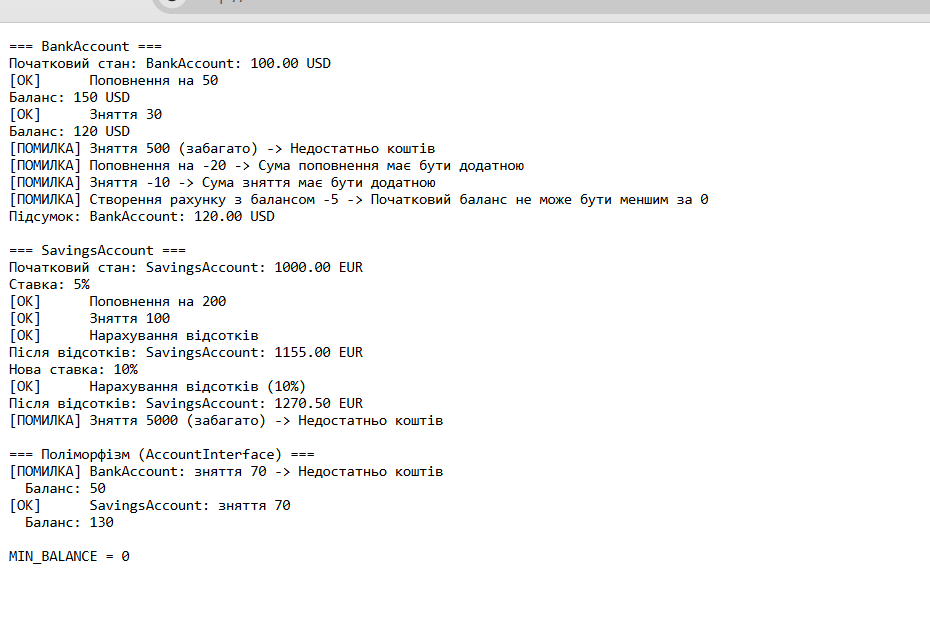 === BankAccount ===
Початковий стан: BankAccount: 100.00 USD
[OK]      Поповнення на 50
Баланс: 150 USD
[OK]      Зняття 30
Баланс: 120 USD
[ПОМИЛКА] Зняття 500 (забагато) -> Недостатньо коштів
[ПОМИЛКА] Поповнення на -20 -> Сума поповнення має бути додатною
[ПОМИЛКА] Зняття -10 -> Сума зняття має бути додатною
[ПОМИЛКА] Створення рахунку з балансом -5 -> Початковий баланс не може бути меншим за 0
Підсумок: BankAccount: 120.00 USD

=== SavingsAccount ===
Початковий стан: SavingsAccount: 1000.00 EUR
Ставка: 5%
[OK]      Поповнення на 200
[OK]      Зняття 100
[OK]      Нарахування відсотків
Після відсотків: SavingsAccount: 1155.00 EUR
Нова ставка: 10%
[OK]      Нарахування відсотків (10%)
Після відсотків: SavingsAccount: 1270.50 EUR
[ПОМИЛКА] Зняття 5000 (забагато) -> Недостатньо коштів

=== Поліморфізм (AccountInterface) ===
[ПОМИЛКА] BankAccount: зняття 70 -> Недостатньо коштів
  Баланс: 50
[OK]      SavingsAccount: зняття 70
  Баланс: 130

MIN_BALANCE = 0